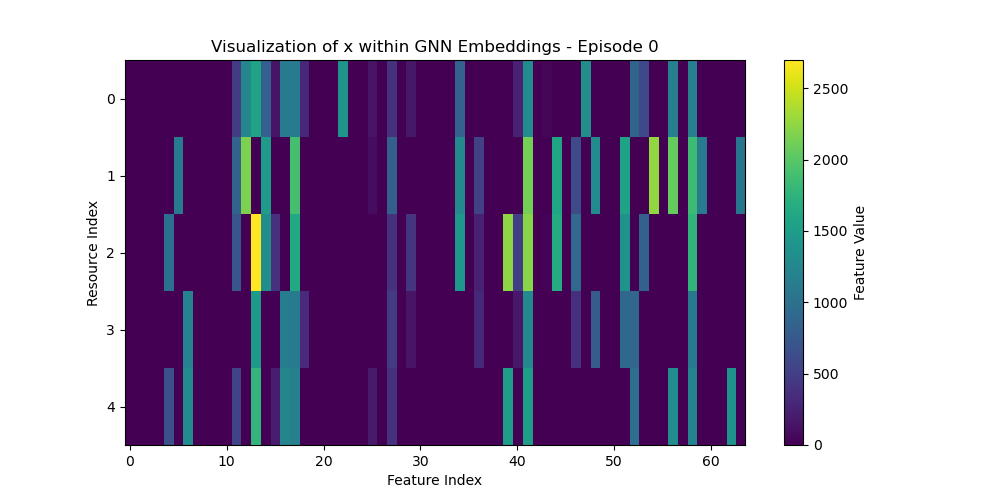 Visualization of x within GNN Embeddings - Episode 0
Resource Index
0
1
2
3
4
0 10 20 30 40 50 60
Feature Index
2500
2000
1500
1000
500
0
Feature Value